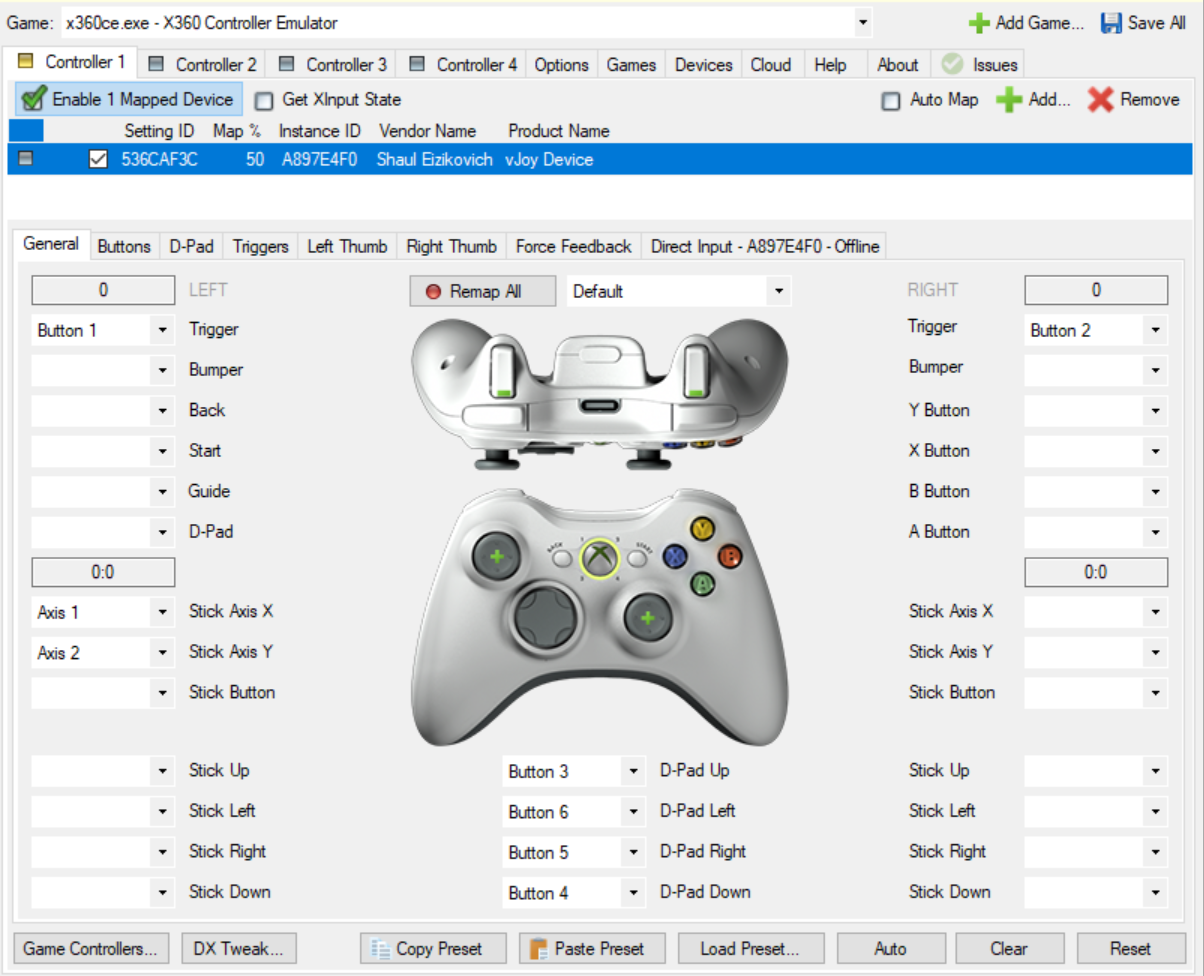 Game: x360ce.exe - X360 Controller Emulator Add Game... Save All
Controller 1 Controller 2 Controller 3 Controller 4 Options Games Devices Cloud Help About Issues
Enable 1 Mapped Device Get XInput State Auto Map Add... Remove
Setting ID Map % Instance ID Vendor Name Product Name
536CAF3C 50 A897E4F0 Shaul Eizikovich vJoy Device
General Buttons D-Pad Triggers Left Thumb Right Thumb Force Feedback Direct Input - A897E4F0 - Offline
0 LEFT Remap All Default RIGHT 0
Button 1 Trigger Trigger Button 2
Bumper Bumper
Back Y Button
Start X Button
Guide B Button
D-Pad A Button
BACK START Y X B A
0:0 0:0
Axis 1 Stick Axis X Stick Axis X
Axis 2 Stick Axis Y Stick Axis Y
Stick Button Stick Button
Stick Up Button 3 D-Pad Up Stick Up
Stick Left Button 6 D-Pad Left Stick Left
Stick Right Button 5 D-Pad Right Stick Right
Stick Down Button 4 D-Pad Down Stick Down
Game Controllers... DX Tweak... Copy Preset Paste Preset Load Preset... Auto Clear Reset